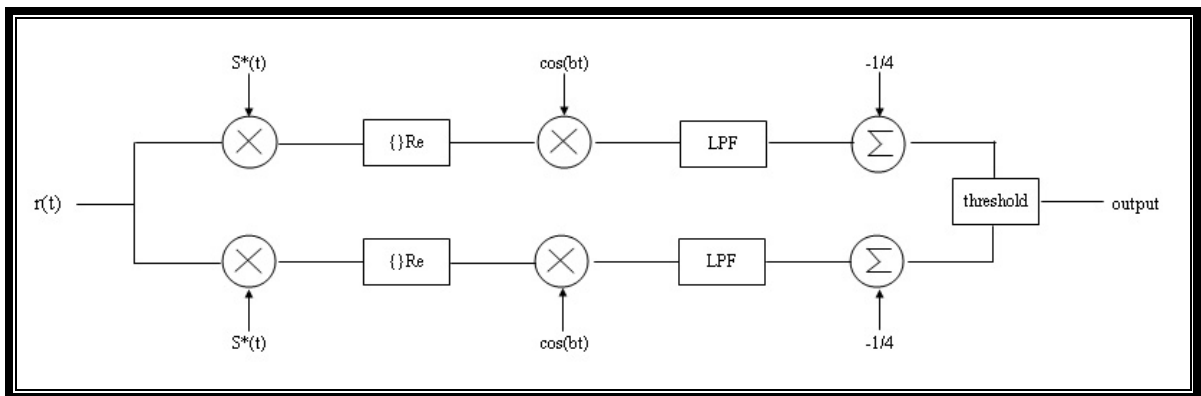 S*(t) cos(bt) -1/4
{}Re LPF Σ
r(t) threshold output
{}Re LPF Σ
S*(t) cos(bt) -1/4